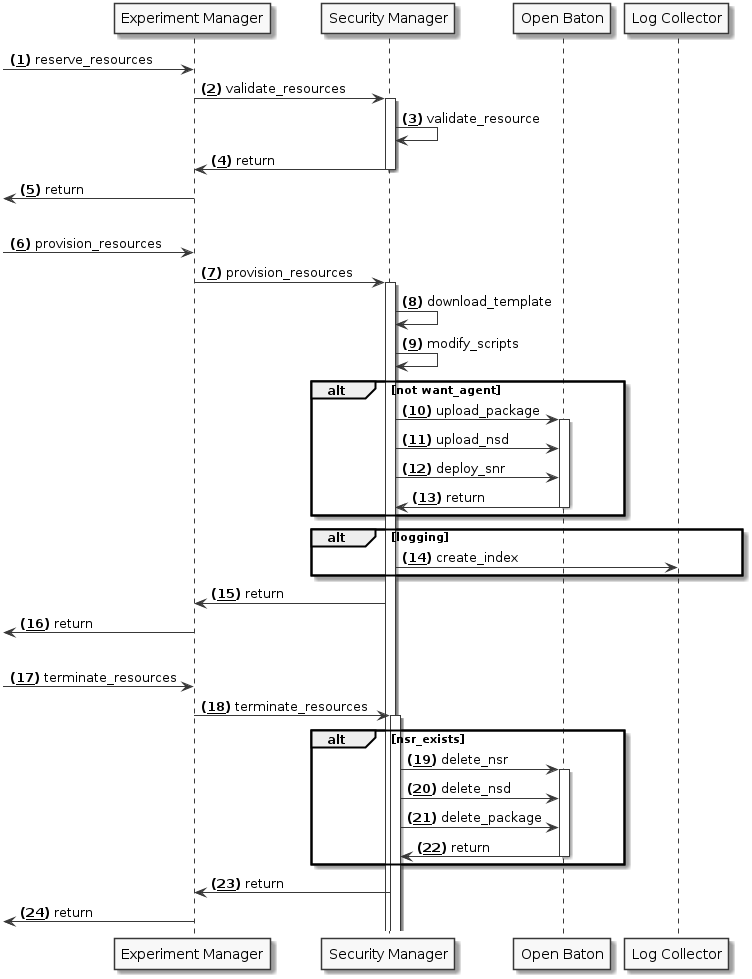 Experiment Manager Security Manager Open Baton Log Collector
(1) reserve_resources
(2) validate_resources
(3) validate_resource
(4) return
(5) return
(6) provision_resources
(7) provision_resources
(8) download_template
(9) modify_scripts
alt [not want_agent]
(10) upload_package
(11) upload_nsd
(12) deploy_snr
(13) return
alt [logging]
(14) create_index
(15) return
(16) return
(17) terminate_resources
(18) terminate_resources
alt [nsr_exists]
(19) delete_nsr
(20) delete_nsd
(21) delete_package
(22) return
(23) return
(24) return
Experiment Manager Security Manager Open Baton Log Collector